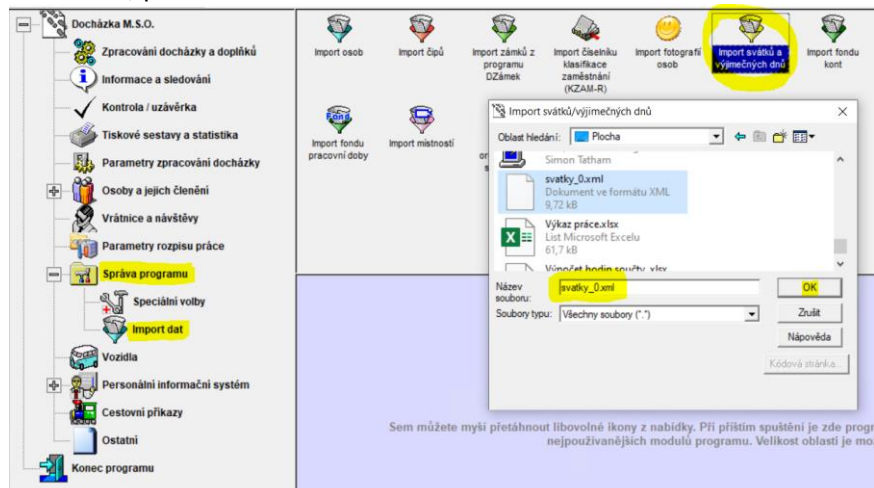 Docházka M.S.O.
Zpracování docházky a doplňků
Informace a sledování
Kontrola / uzávěrka
Tiskové sestavy a statistika
Parametry zpracování docházky
Osoby a jejich členění
Vrátnice a návštěvy
Parametry rozpisu práce
Správa programu
Speciální volby
Import dat
Vozidla
Personální informační systém
Cestovní příkazy
Ostatní
Konec programu
Import osob
Import čipů
Import zámků z
programu
DZámek
Import číselníku
klasifikace
zaměstnání
(KZAM-R)
Import fotografií
osob
Import svátků a
výjimečných dnů
Import fondu
kont
Fond
Import fondu
pracovní doby
Import místností
Import svátků/výjimečných dnů
Oblast hledání:
Plocha
Simon Tatham
svatky_0.xml
Dokument ve formátu XML
9,72 kB
Výkaz práce.xlsx
List Microsoft Excelu
61,7 kB
Výpočet hodin součty .xlsx
Název
souboru:
svatky_0.xml
OK
Soubory typu:
Všechny soubory (*.*)
Zrušit
Nápověda
Kódová stránka...
Sem můžete myší přetáhnout libovolné ikony z nabídky. Při příštím spuštění je zde progr
nejpoužívanějších modulů programu. Velikost oblasti je mo